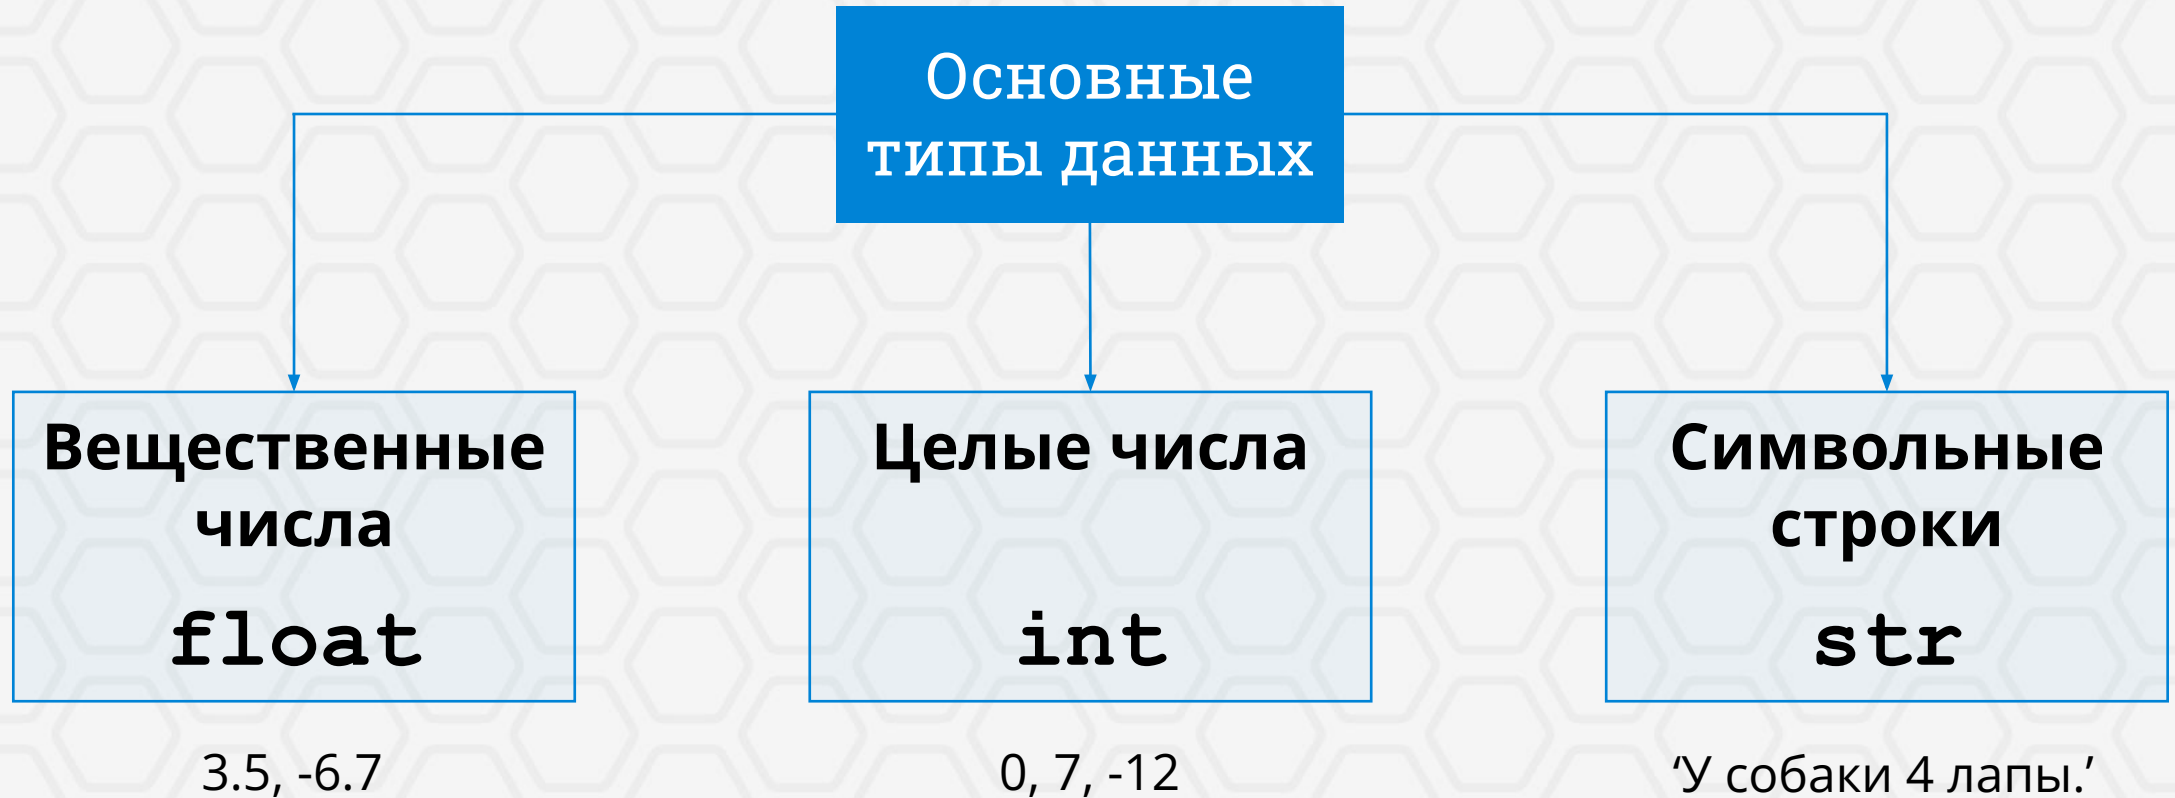 Основные
типы данных
Вещественные
числа
float
3.5, -6.7
Целые числа
int
0, 7, -12
Символьные
строки
str
‘У собаки 4 лапы.’